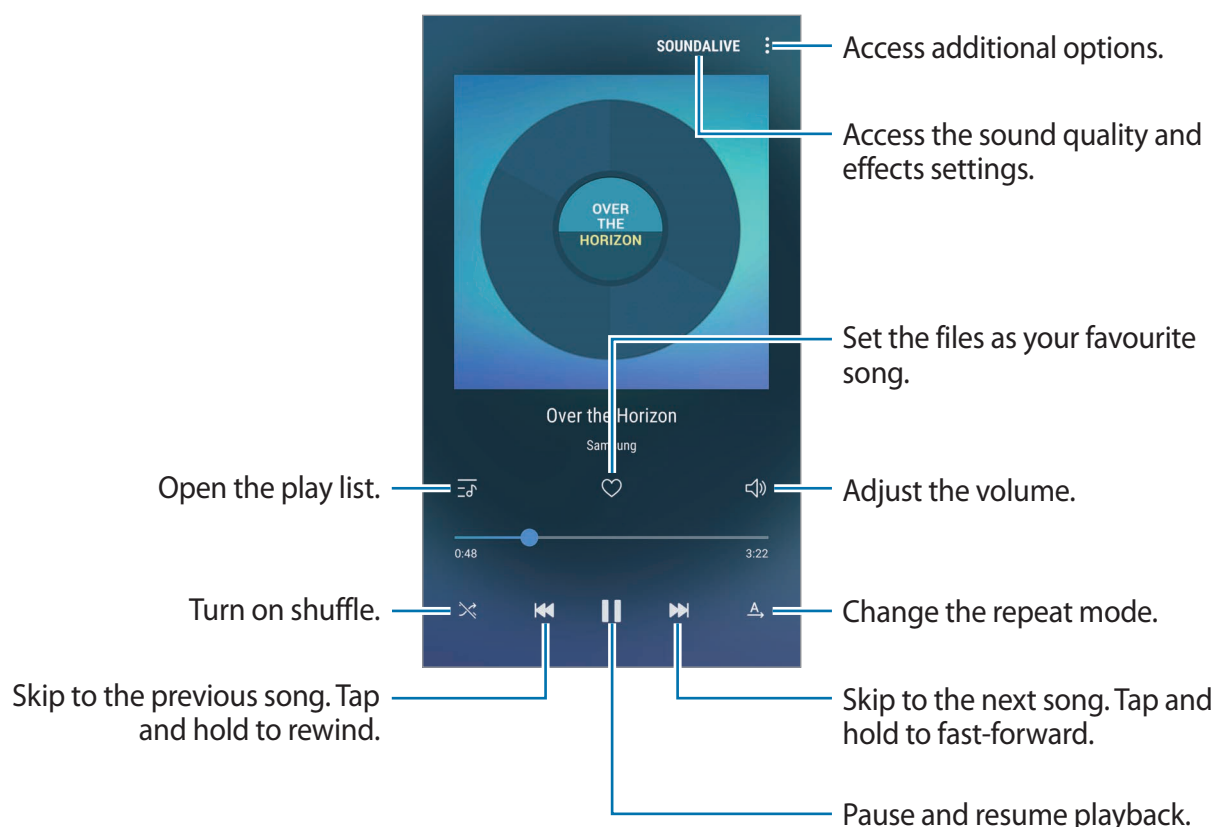 SOUNDALIVE
Access additional options.
Access the sound quality and
effects settings.
OVER
THE
HORIZON
Set the files as your favourite
song.
Over the Horizon
Samsung
Open the play list.
Adjust the volume.
0:48
3:22
Turn on shuffle.
A
Change the repeat mode.
Skip to the previous song. Tap
and hold to rewind.
Skip to the next song. Tap and
hold to fast-forward.
Pause and resume playback.